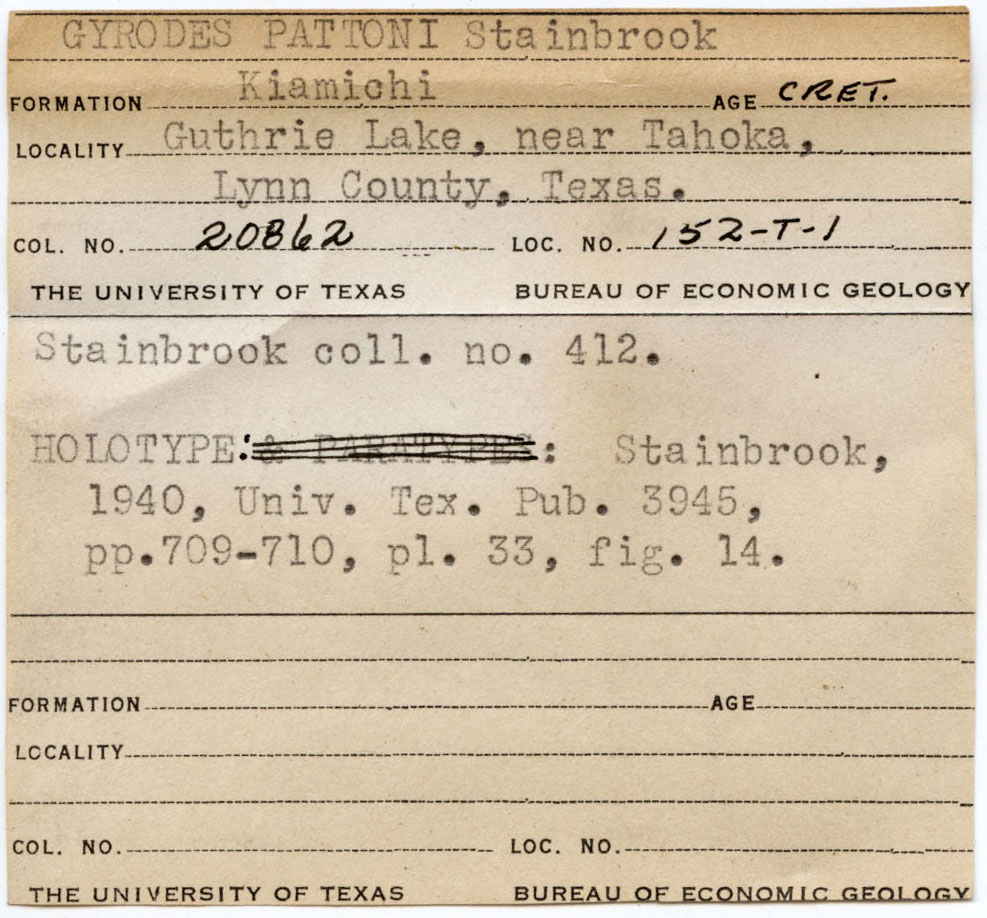 GYRODES PATTONI Stainbrook
FORMATION Kiamichi AGE CRET.
LOCALITY Guthrie Lake, near Tahoka,
Lynn County, Texas.
COL. NO. 20862 LOC. NO. 152-T-1
THE UNIVERSITY OF TEXAS BUREAU OF ECONOMIC GEOLOGY
Stainbrook coll. no. 412.
HOLOTYPE: & PARATYPES: Stainbrook,
1940, Univ. Tex. Pub. 3945,
pp.709-710, pl. 33, fig. 14.
FORMATION AGE
LOCALITY
COL. NO. LOC. NO.
THE UNIVERSITY OF TEXAS BUREAU OF ECONOMIC GEOLOGY